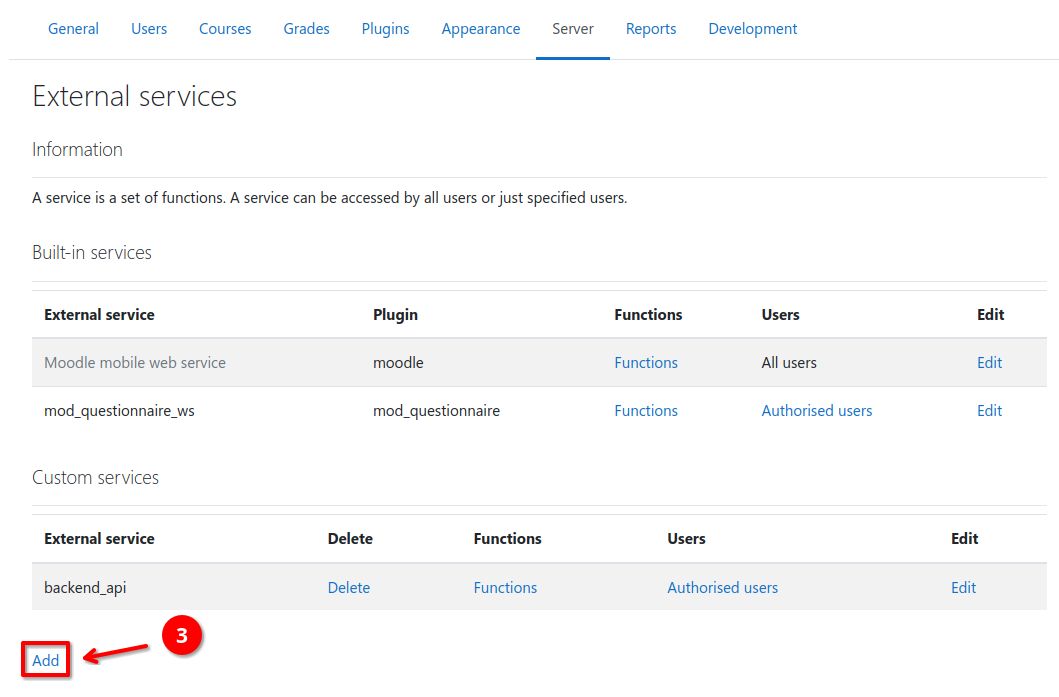 General Users Courses Grades Plugins Appearance Server Reports Development
External services
Information
A service is a set of functions. A service can be accessed by all users or just specified users.
Built-in services
External service Plugin Functions Users Edit
Moodle mobile web service moodle Functions All users Edit
mod_questionnaire_ws mod_questionnaire Functions Authorised users Edit
Custom services
External service Delete Functions Users Edit
backend_api Delete Functions Authorised users Edit
3
Add